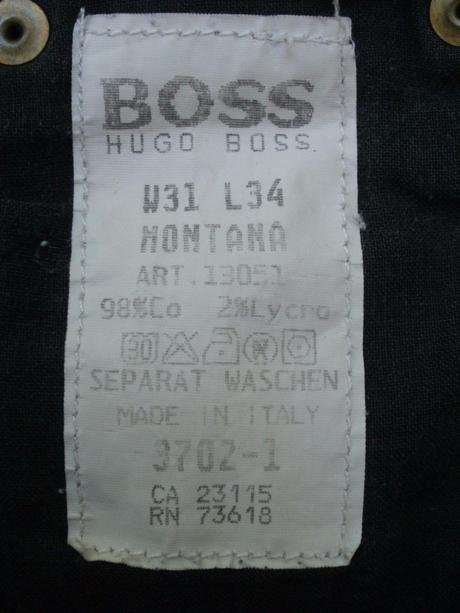 BOSS
HUGO BOSS.
W31 L34
MONTANA
ART.13051
98%Co 2%Lycra
30
SEPARAT WASCHEN
MADE IN ITALY
3702-1
CA 23115
RN 73618